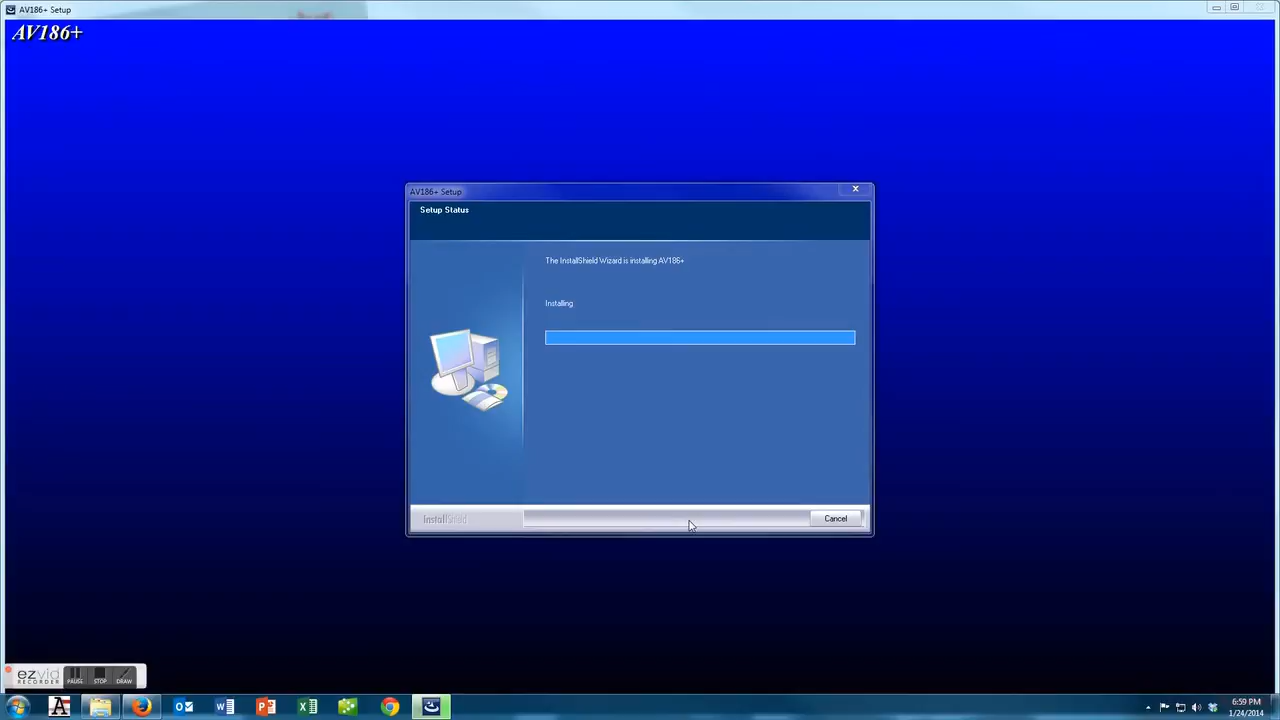 AV186+ Setup
AV186+
AV186+ Setup
Setup Status
The InstallShield Wizard is installing AV186+
Installing
InstallShield
Cancel
ezvid
RECORDER
PAUSE
STOP
DRAW
6:59 PM
1/24/2014